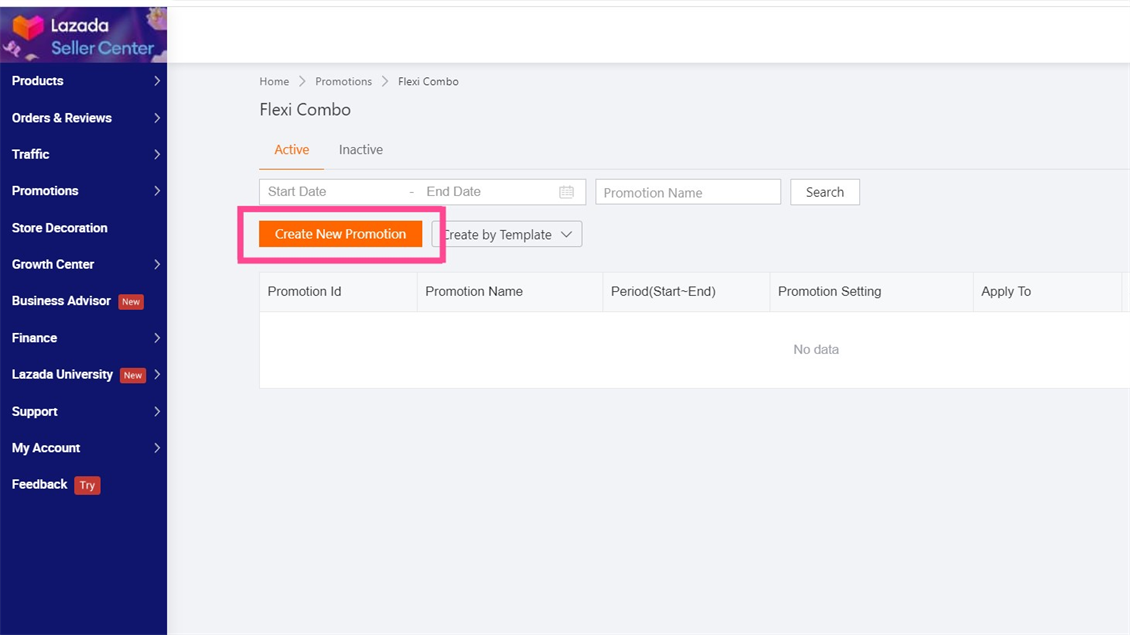 Lazada
Seller Center
Products
Orders & Reviews
Traffic
Promotions
Store Decoration
Growth Center
Business Advisor New
Finance
Lazada University New
Support
My Account
Feedback Try
Home > Promotions > Flexi Combo
Flexi Combo
Active Inactive
Start Date - End Date Promotion Name Search
Create New Promotion Create by Template
Promotion Id Promotion Name Period(Start~End) Promotion Setting Apply To
No data